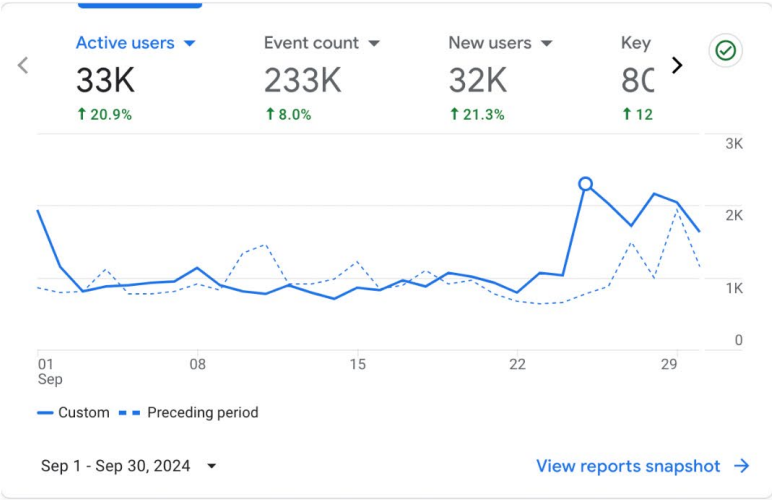 Active users Event count New users Key
33K 233K 32K
20.9% 8.0% 21.3% 12
3K
2K
1K
0
01 08 15 22 29
Sep
Custom Preceding period
Sep 1 - Sep 30, 2024 View reports snapshot